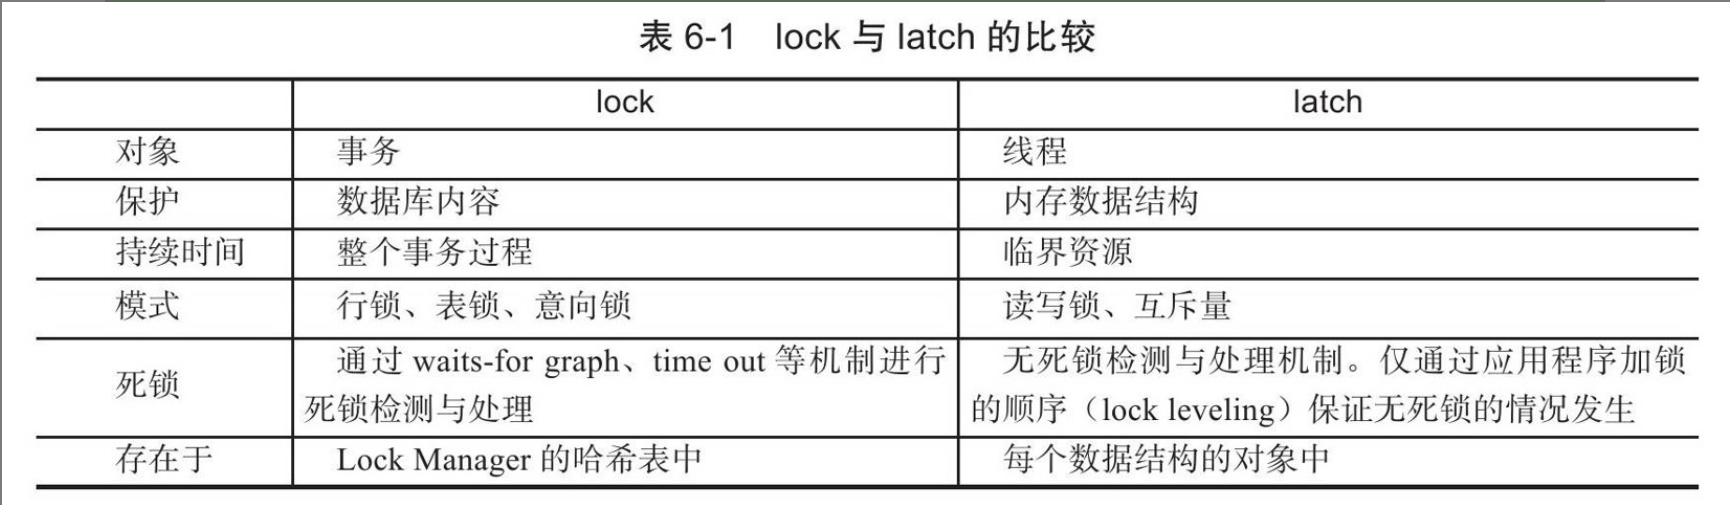 表 6-1 lock 与 latch 的比较
lock latch
对象 事务 线程
保护 数据库内容 内存数据结构
持续时间 整个事务过程 临界资源
模式 行锁、表锁、意向锁 读写锁、互斥量
死锁 通过 waits-for graph、time out 等机制进行
死锁检测与处理 无死锁检测与处理机制。仅通过应用程序加锁
的顺序（lock leveling）保证无死锁的情况发生
存在于 Lock Manager 的哈希表中 每个数据结构的对象中